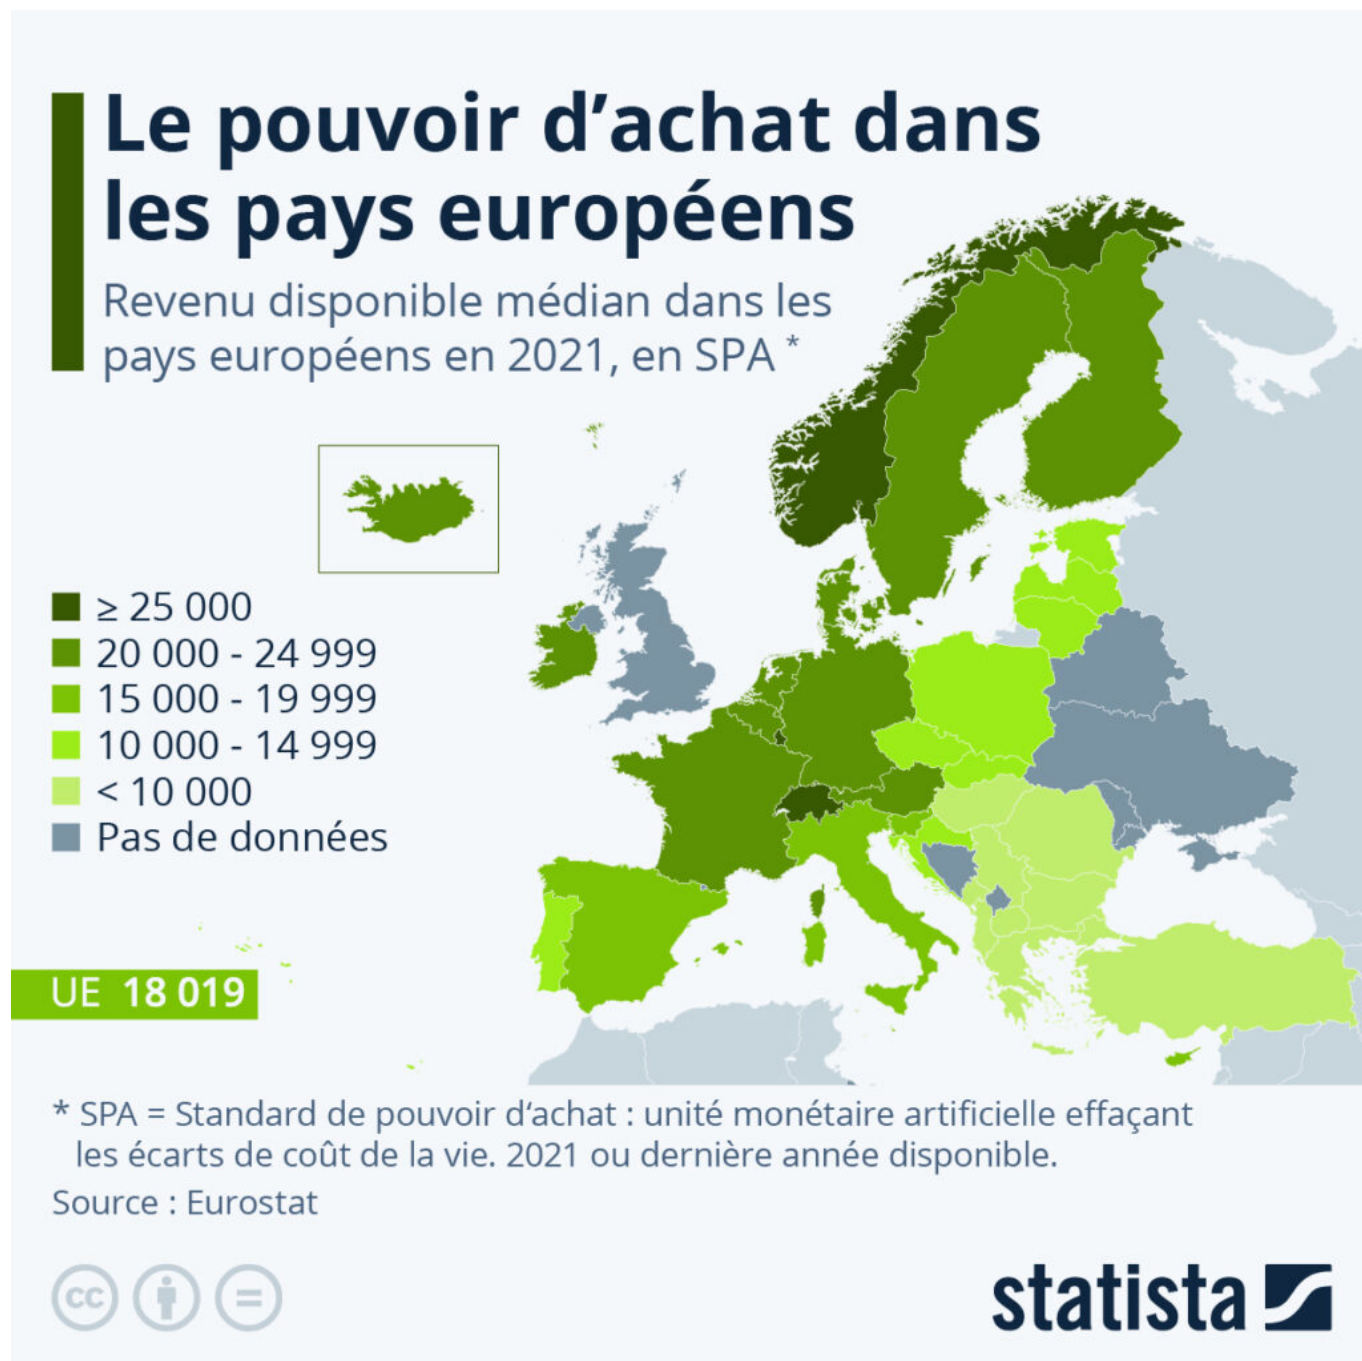 Le pouvoir d’achat dans
les pays européens
Revenu disponible médian dans les
pays européens en 2021, en SPA *
≥ 25 000
20 000 - 24 999
15 000 - 19 999
10 000 - 14 999
< 10 000
Pas de données
UE 18 019
* SPA = Standard de pouvoir d‘achat : unité monétaire artificielle effaçant
les écarts de coût de la vie. 2021 ou dernière année disponible.
Source : Eurostat
cc
statista